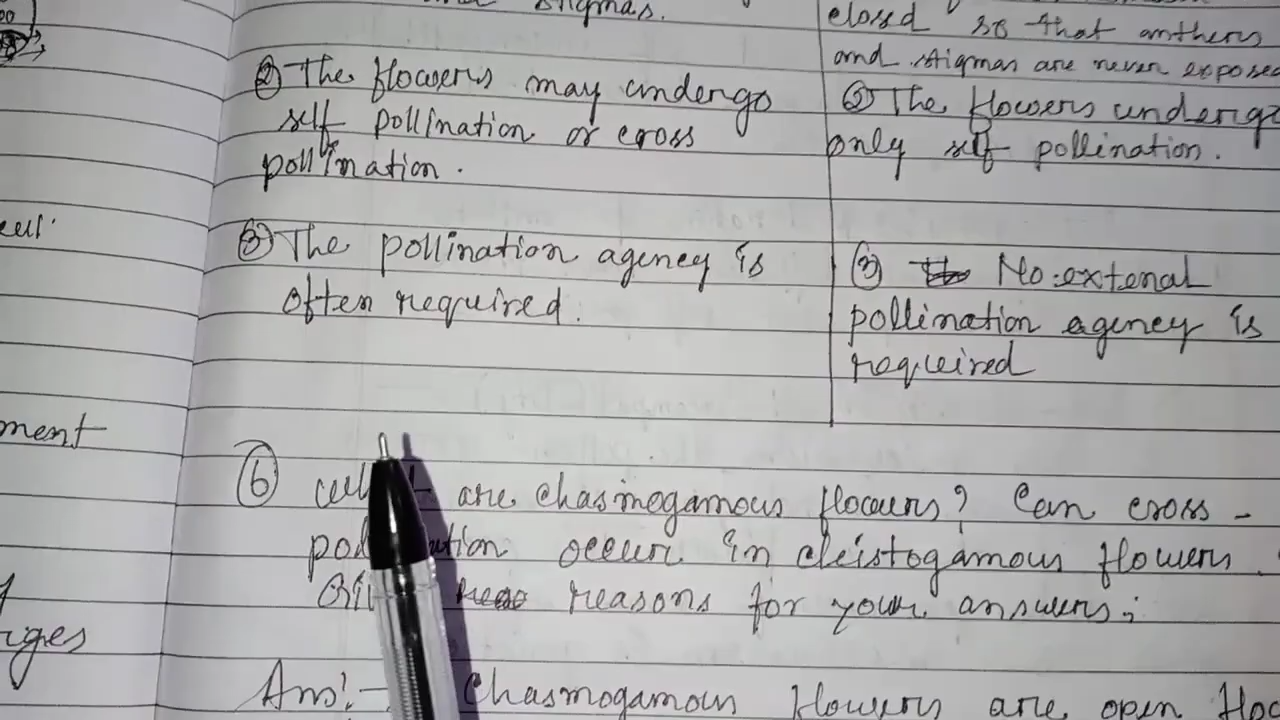 stigmas.
② The flowers may undergo
self pollination or cross
pollination.
③ The pollination agency is
often required.
closed so that anthers
and stigmas are never exposed
② The flowers undergo
only self pollination.
③ No extenal
pollination agency is
required
ment
rges
⑥ are chasmogamous flowers? Can cross-
occur in cleistogamous flowers.
reasons for your answers:
Ans:- Chasmogamous flowers are open